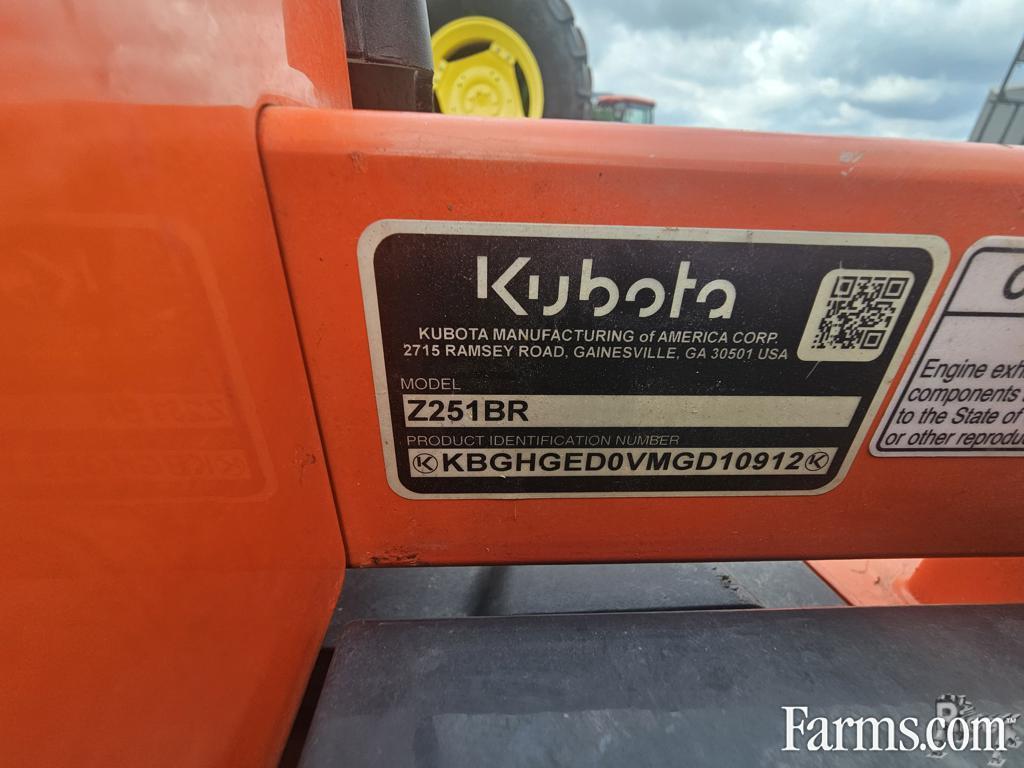 Kubota
KUBOTA MANUFACTURING of AMERICA CORP.
2715 RAMSEY ROAD, GAINESVILLE, GA 30501 USA
MODEL
Z251BR
PRODUCT IDENTIFICATION NUMBER
KBGHGED0VMGD10912
Engine exh
components
to the State of
or other reprodu
Farms.com